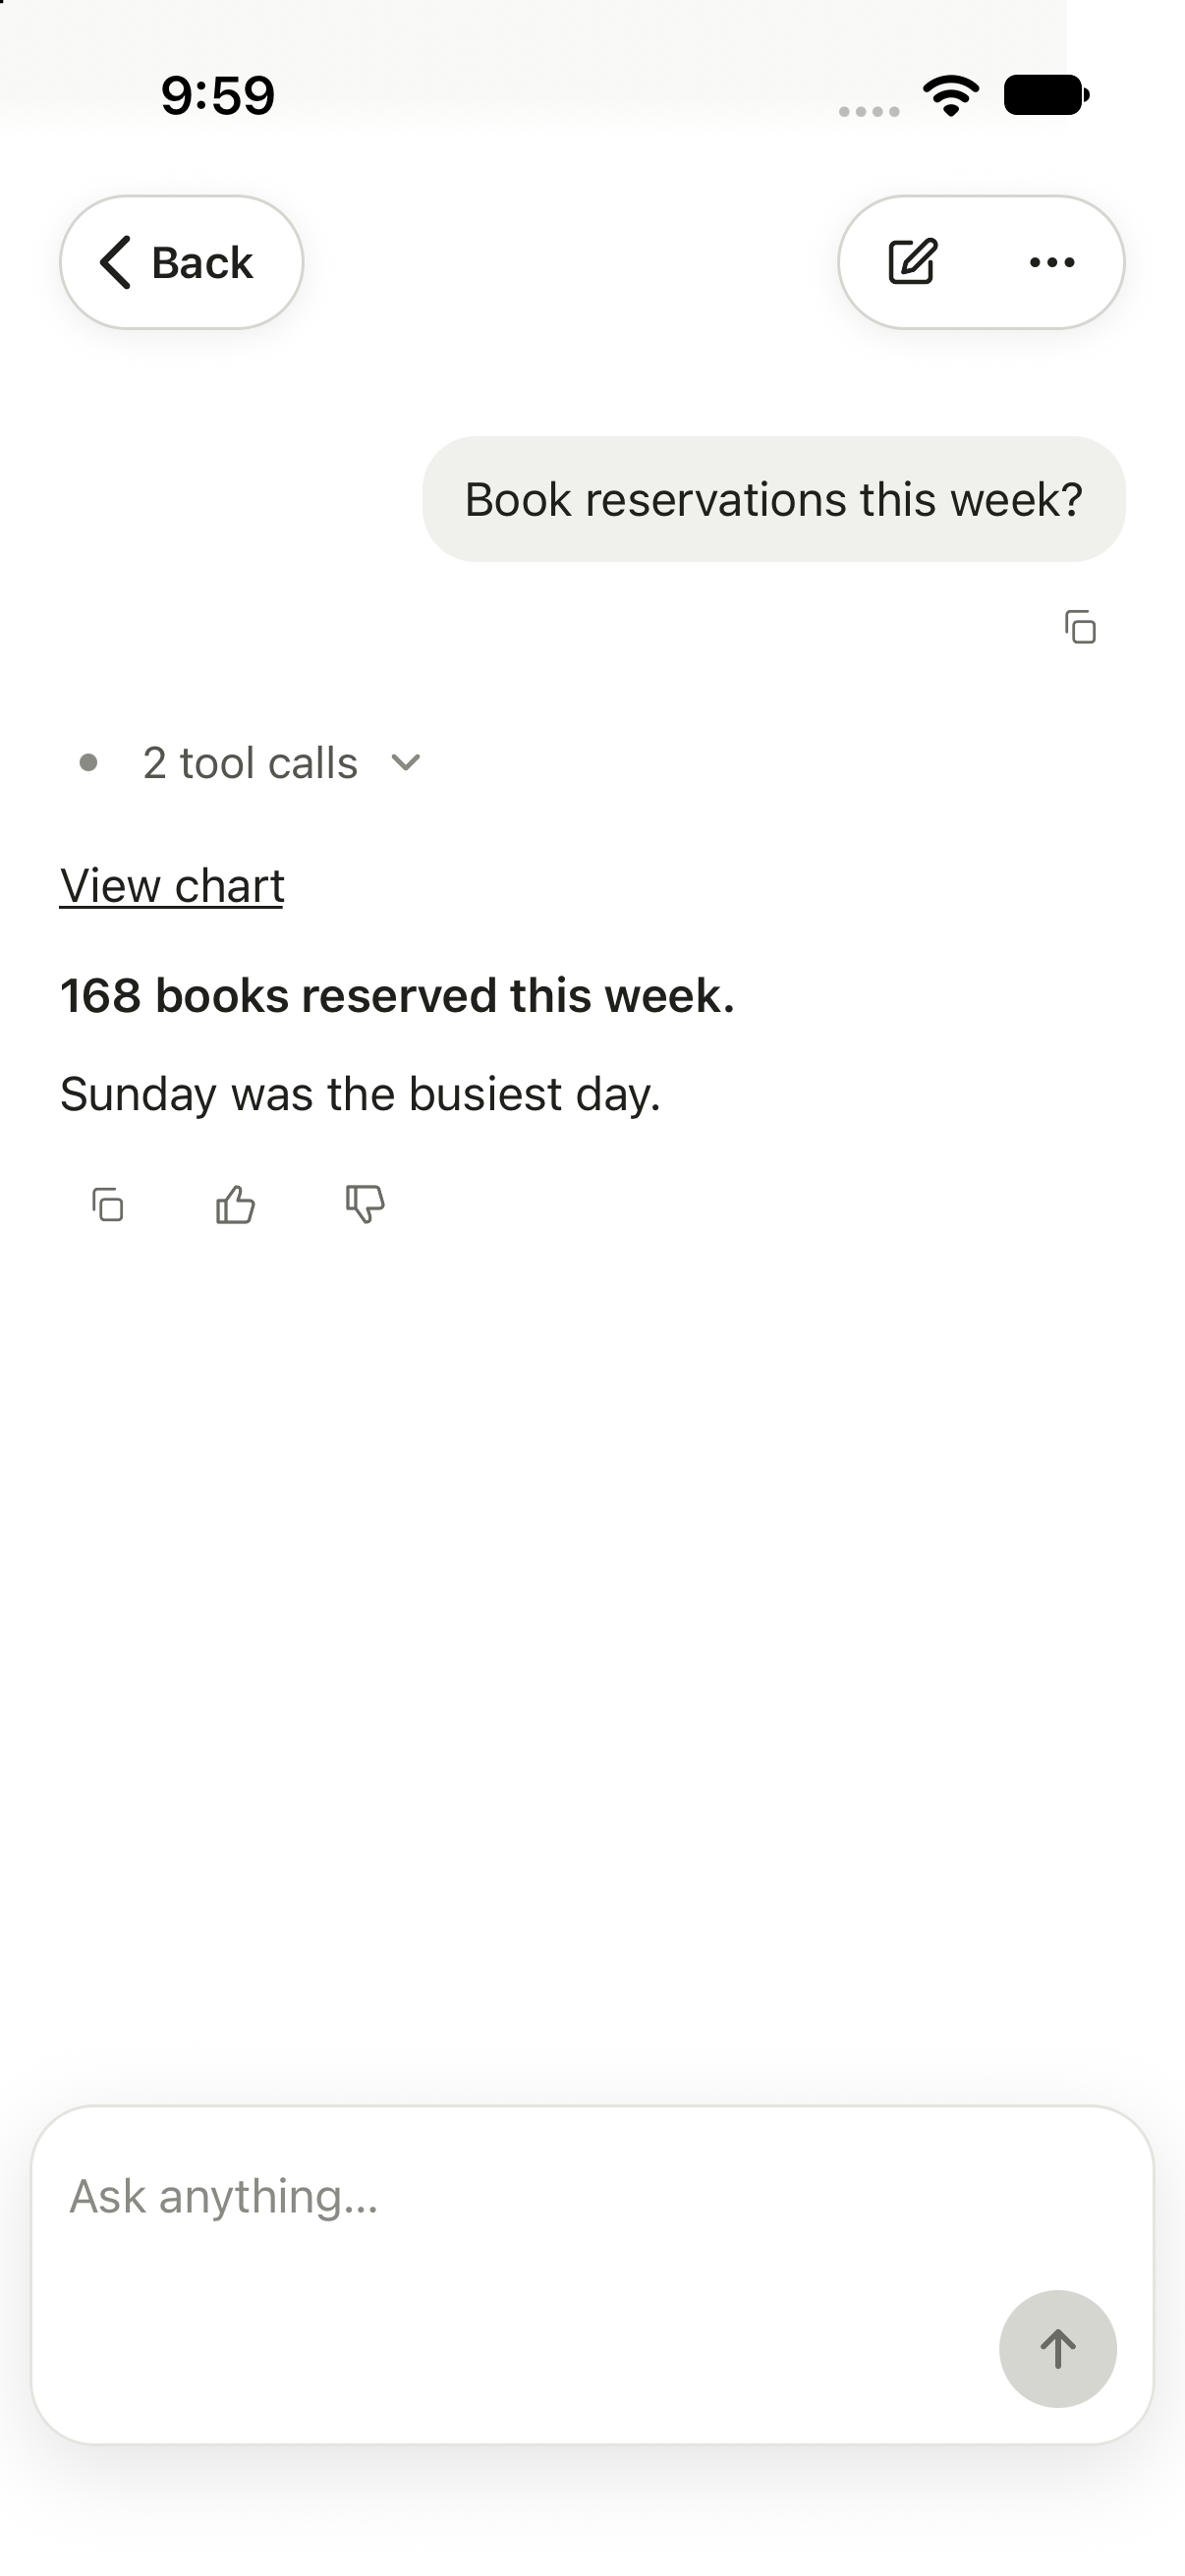 9:59
Back
Book reservations this week?
2 tool calls
View chart
168 books reserved this week.
Sunday was the busiest day.
Ask anything...